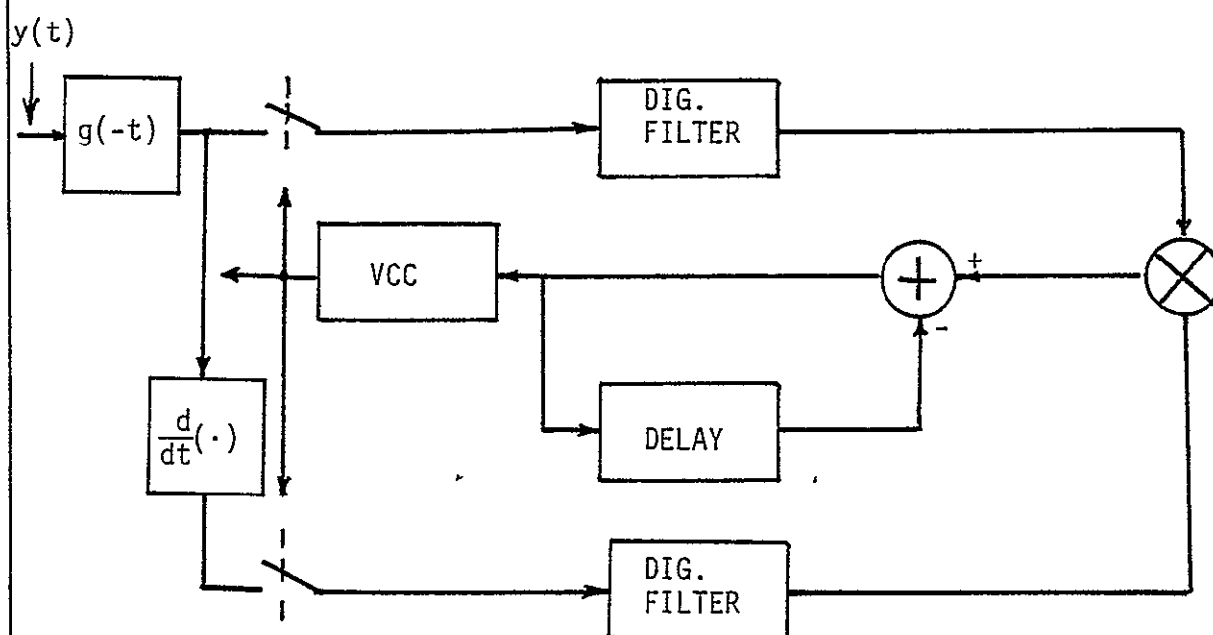 y(t)
g(-t)
DIG.
FILTER
VCC
+
+
-
d
dt
(·)
DELAY
DIG.
FILTER